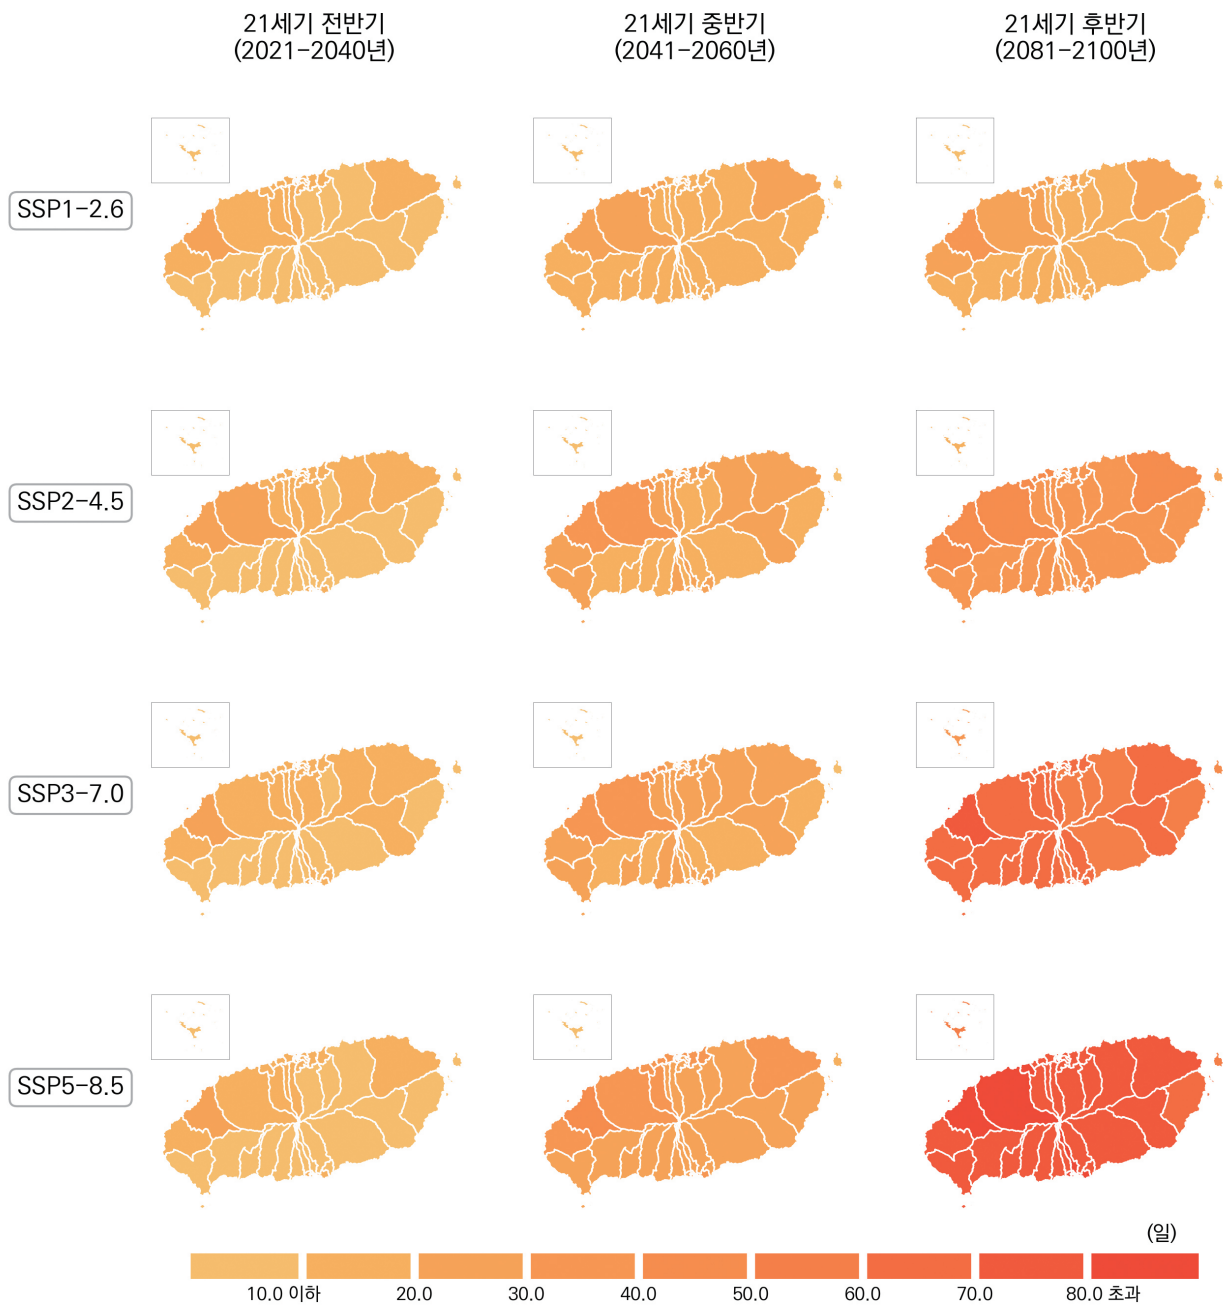 21세기 전반기
(2021-2040년)
21세기 중반기
(2041-2060년)
21세기 후반기
(2081-2100년)
SSP1-2.6
SSP2-4.5
SSP3-7.0
SSP5-8.5
(일)
10.0 이하 20.0 30.0 40.0 50.0 60.0 70.0 80.0 초과